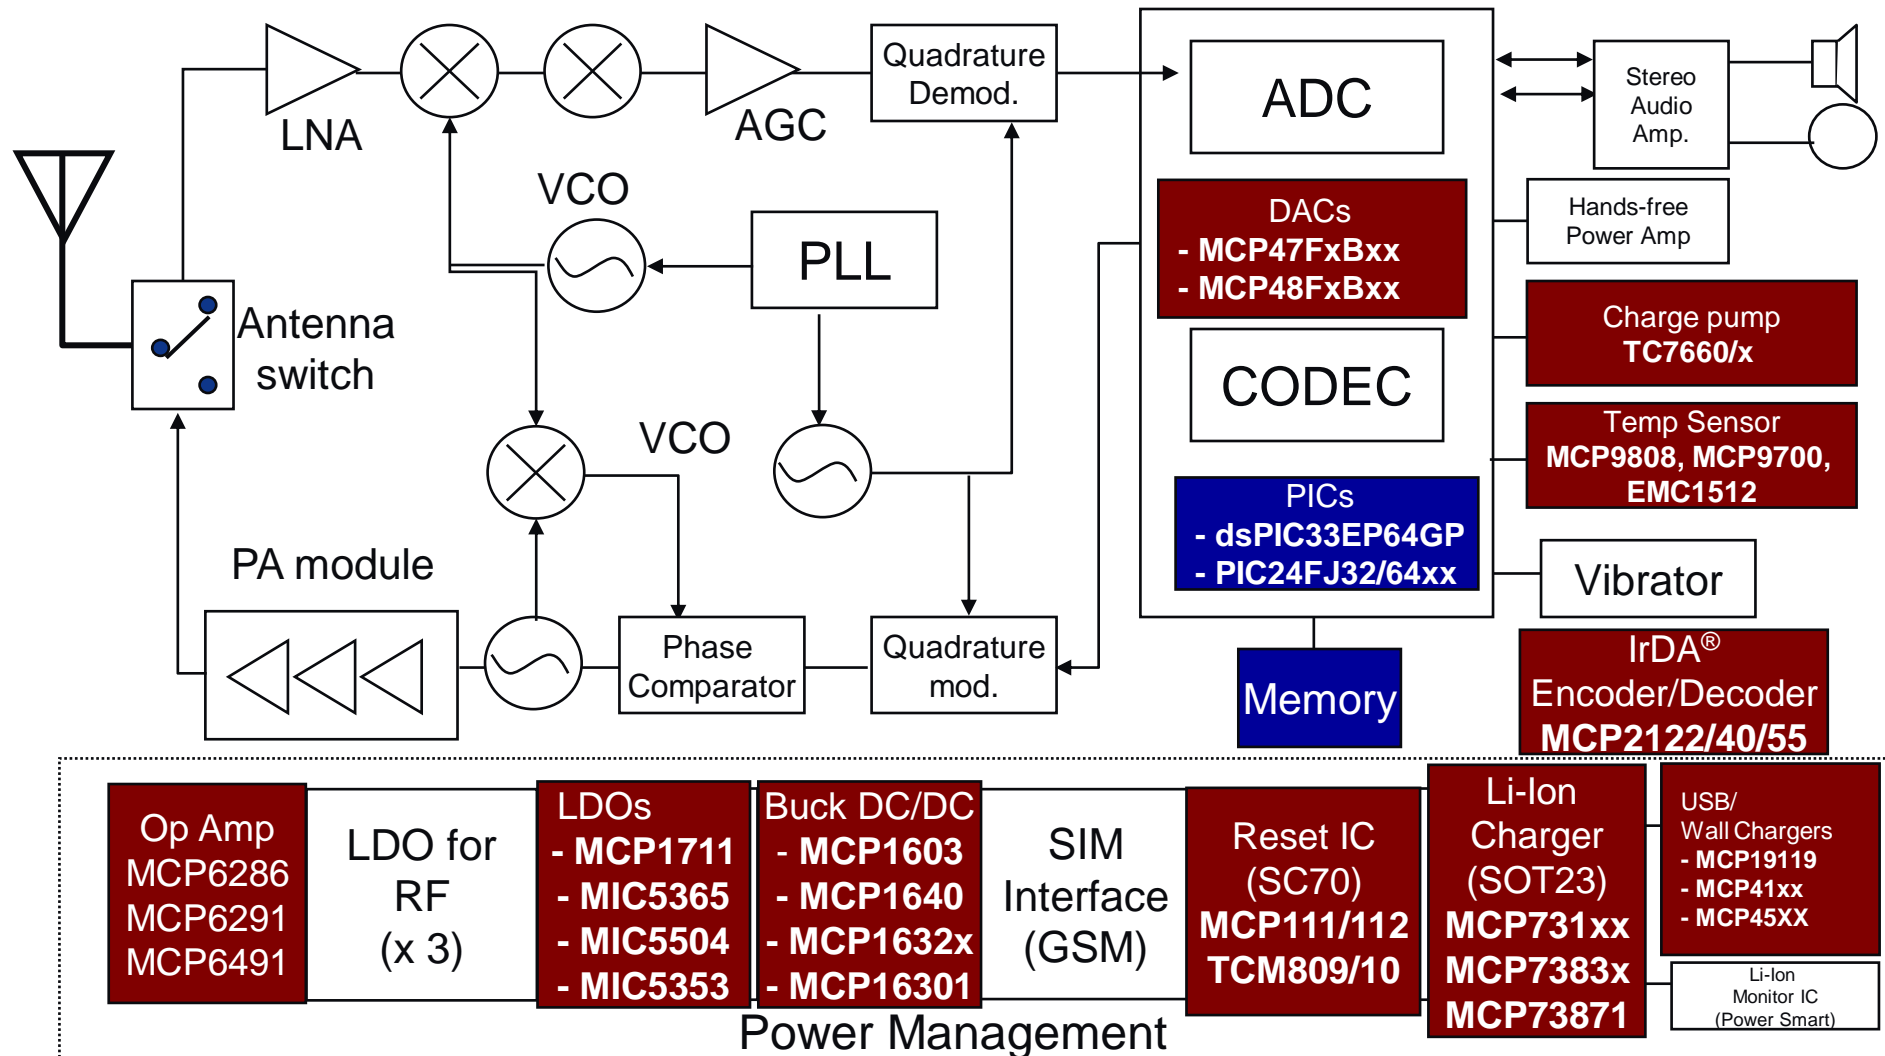 LNA
AGC
Quadrature
Demod.
ADC
Stereo
Audio
Amp.
VCO
PLL
DACs
- MCP47FxBxx
- MCP48FxBxx
Hands-free
Power Amp
Antenna
switch
Charge pump
TC7660/x
CODEC
VCO
Temp Sensor
MCP9808, MCP9700,
EMC1512
PICs
- dsPIC33EP64GP
- PIC24FJ32/64xx
PA module
Vibrator
Phase
Comparator
Quadrature
mod.
Memory
IrDA®
Encoder/Decoder
MCP2122/40/55
Op Amp
MCP6286
MCP6291
MCP6491
LDO for
RF
(x 3)
LDOs
- MCP1711
- MIC5365
- MIC5504
- MIC5353
Buck DC/DC
- MCP1603
- MCP1640
- MCP1632x
- MCP16301
SIM
Interface
(GSM)
Reset IC
(SC70)
MCP111/112
TCM809/10
Li-Ion
Charger
(SOT23)
MCP731xx
MCP7383x
MCP73871
USB/
Wall Chargers
- MCP19119
- MCP41xx
- MCP45XX
Li-Ion
Monitor IC
(Power Smart)
Power Management